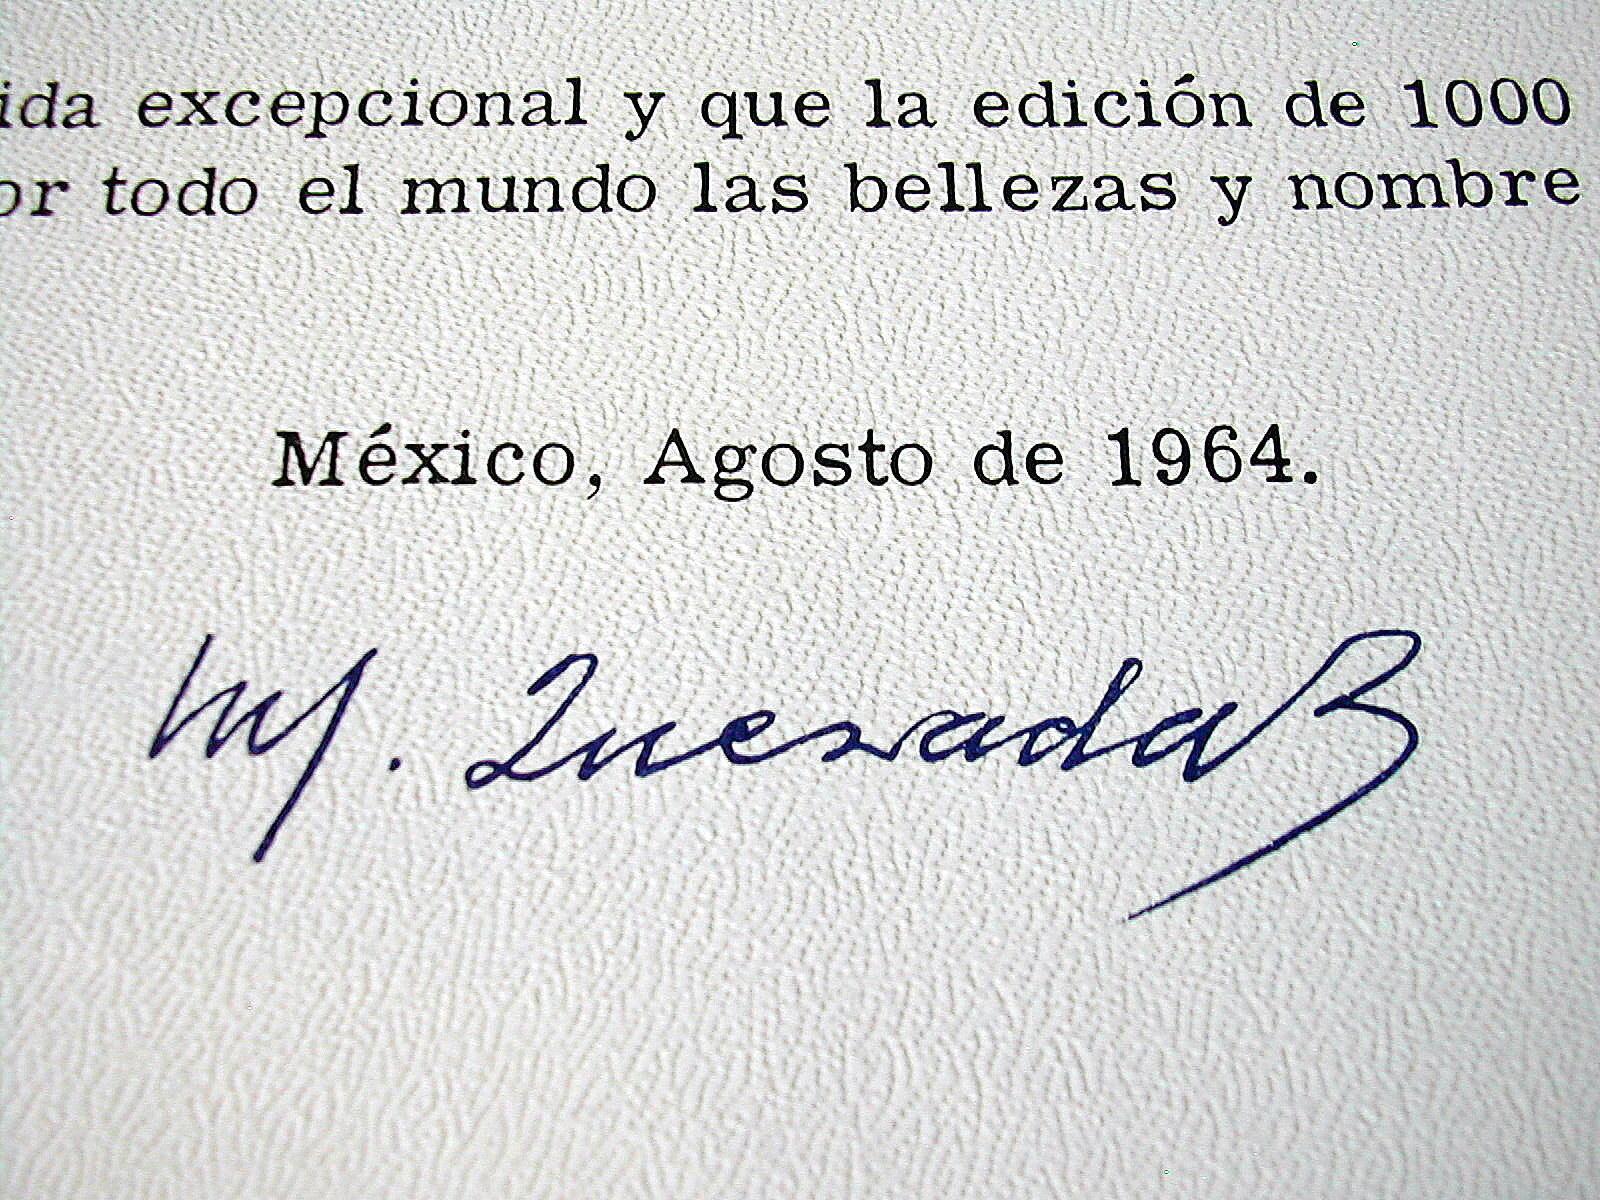 ida excepcional y que la edición de 1000
or todo el mundo las bellezas y nombre
México, Agosto de 1964.
M. Quesada B